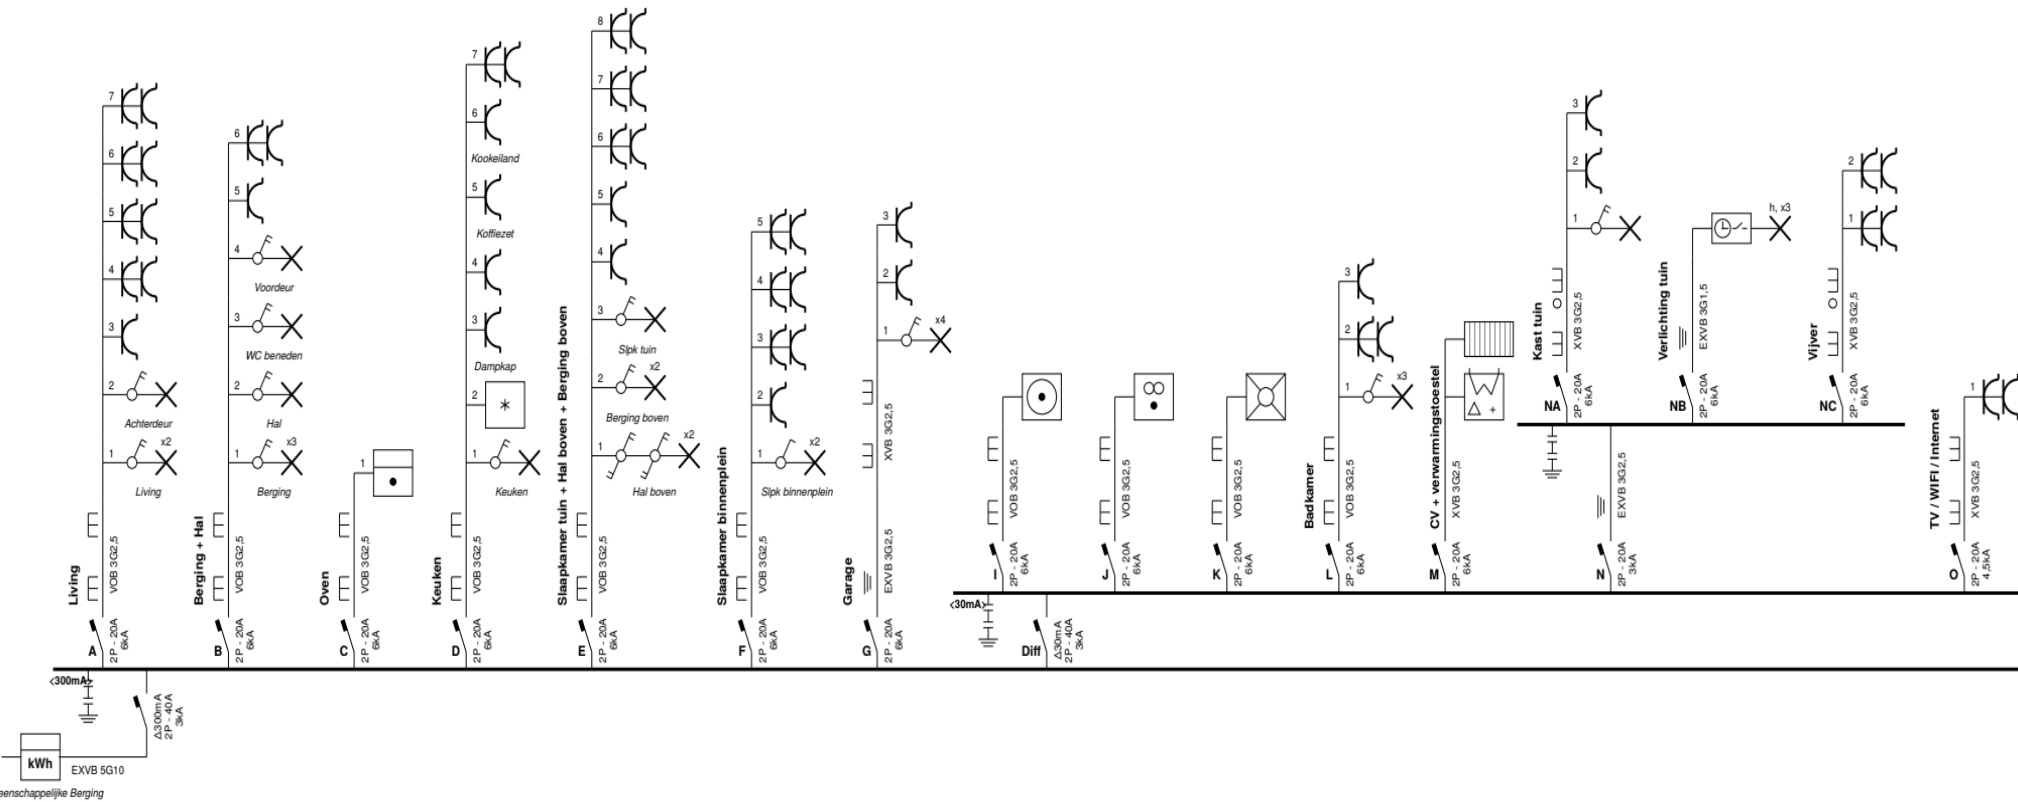 7
6
5
4
3
2
Achterdeur
1
x2
Living
Living
VOB 3G2,5
A
2P - 20A
6kA
6
5
4
Voordeur
3
WC beneden
2
Hal
1
x3
Berging
Berging + Hal
VOB 3G2,5
B
2P - 20A
6kA
1
Oven
VOB 3G2,5
C
2P - 20A
6kA
7
6
Kookeiland
5
Koffiezet
4
3
Dampkap
2
*
1
Keuken
Keuken
VOB 3G2,5
D
2P - 20A
6kA
8
7
6
5
4
3
Slpk tuin
2
x2
Berging boven
1
x2
Hal boven
Slaapkamer tuin + Hal boven + Berging boven
VOB 3G2,5
E
2P - 20A
6kA
5
4
3
2
1
x2
Slpk binnenplein
Slaapkamer binnenplein
VOB 3G2,5
F
2P - 20A
6kA
3
2
1
x4
XVB 3G2,5
Garage
EXVB 3G2,5
G
2P - 20A
6kA
VOB 3G2,5
I
2P - 20A
6kA
VOB 3G2,5
J
2P - 20A
6kA
VOB 3G2,5
K
2P - 20A
6kA
3
2
1
x3
Badkamer
VOB 3G2,5
L
2P - 20A
6kA
+
CV + verwarmingstoestel
XVB 3G2,5
M
2P - 20A
6kA
3
2
1
Kast tuin
XVB 3G2,5
NA
2P - 20A
6kA
h, x3
Verlichting tuin
EXVB 3G1,5
NB
2P - 20A
6kA
2
1
Vijver
XVB 3G2,5
NC
2P - 20A
6kA
EXVB 3G2,5
N
2P - 20A
3kA
1
TV / WIFI / Internet
XVB 3G2,5
O
2P - 20A
4,5kA
<30mA>
Diff
Δ30mA
2P - 40A
3kA
<300mA>
Δ300mA
2P - 40A
3kA
kWh
EXVB 5G10
eenschappelijke Berging